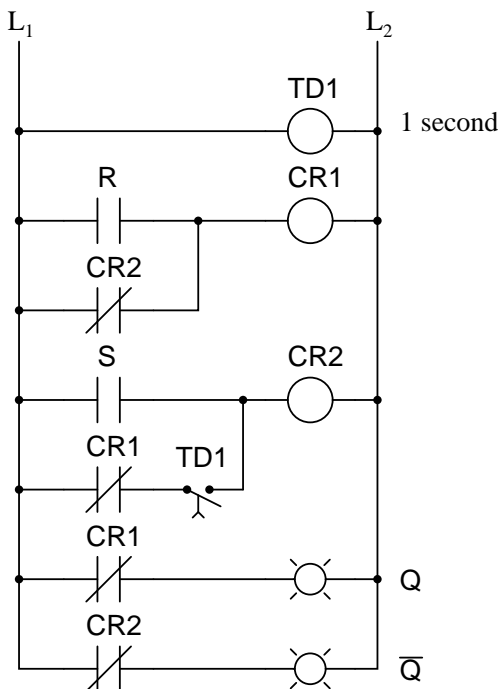 L₁ L₂
TD1
1 second
R CR1
CR2
S CR2
CR1 TD1
CR1
Q
CR2
Q̅